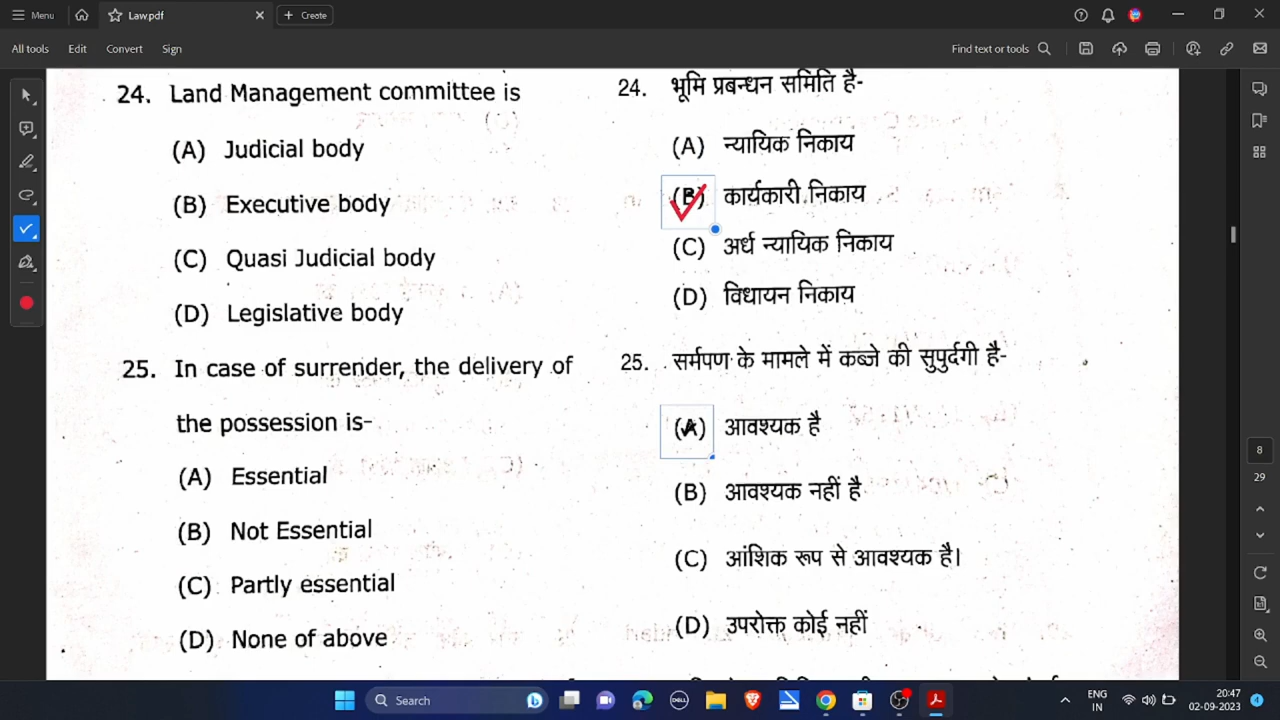 Menu
Law.pdf
Create
All tools
Edit
Convert
Sign
Find text or tools
24. Land Management committee is
(A) Judicial body
(B) Executive body
(C) Quasi Judicial body
(D) Legislative body
25. In case of surrender, the delivery of
the possession is-
(A) Essential
(B) Not Essential
(C) Partly essential
(D) None of above
24. भूमि प्रबन्धन समिति है-
(A) न्यायिक निकाय
(B) कार्यकारी निकाय
(C) अर्ध न्यायिक निकाय
(D) विधायन निकाय
25. सर्मपण के मामले में कब्जे की सुपुर्दगी है-
(A) आवश्यक है
(B) आवश्यक नहीं है
(C) आंशिक रूप से आवश्यक है।
(D) उपरोक्त कोई नहीं
8
29
Search
DELL
ENG
IN
20:47
02-09-2023
4